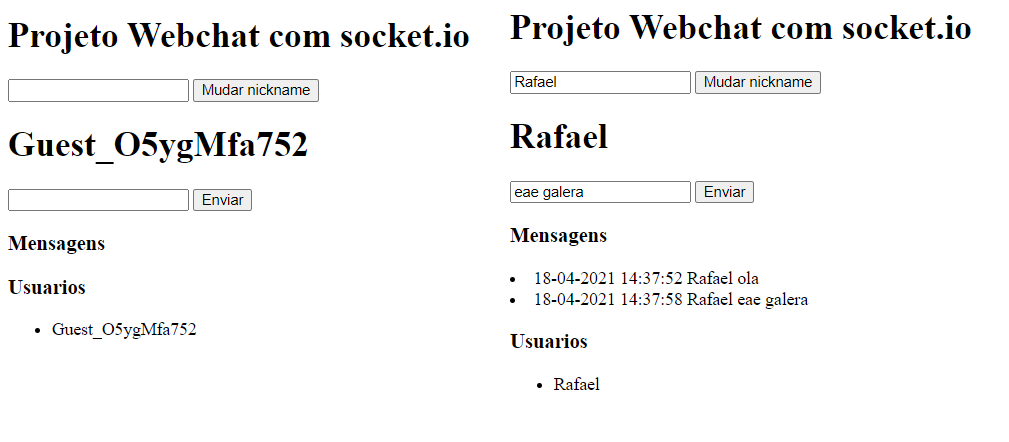 Projeto Webchat com socket.io
Mudar nickname
Guest_O5ygMfa752
Enviar
Mensagens
Usuarios
Guest_O5ygMfa752
Projeto Webchat com socket.io
Rafael Mudar nickname
Rafael
eae galera Enviar
Mensagens
18-04-2021 14:37:52 Rafael ola
18-04-2021 14:37:58 Rafael eae galera
Usuarios
Rafael